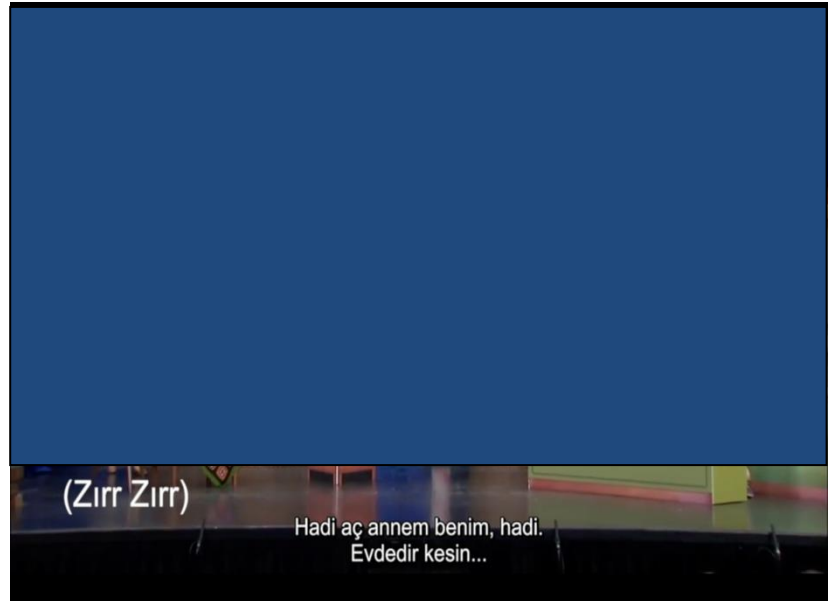 (Zırr Zırr)
Hadi aç annem benim, hadi.
Evdedir kesin...